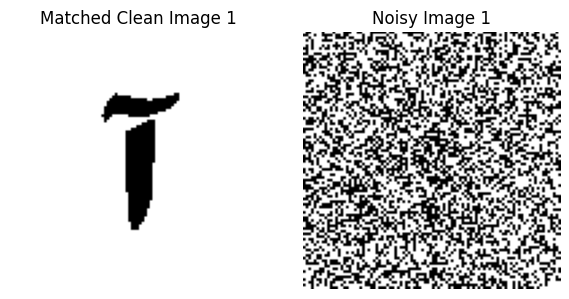 Matched Clean Image 1
Noisy Image 1
آ